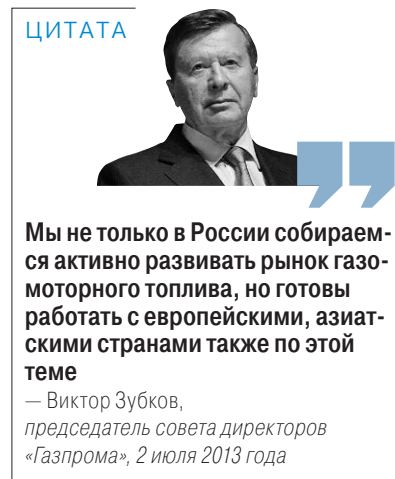 ЦИТАТА
Мы не только в России собираем-
ся активно развивать рынок газо-
моторного топлива, но готовы
работать с европейскими, азиат-
скими странами также по этой
теме
— Виктор Зубков,
председатель совета директоров
«Газпрома», 2 июля 2013 года